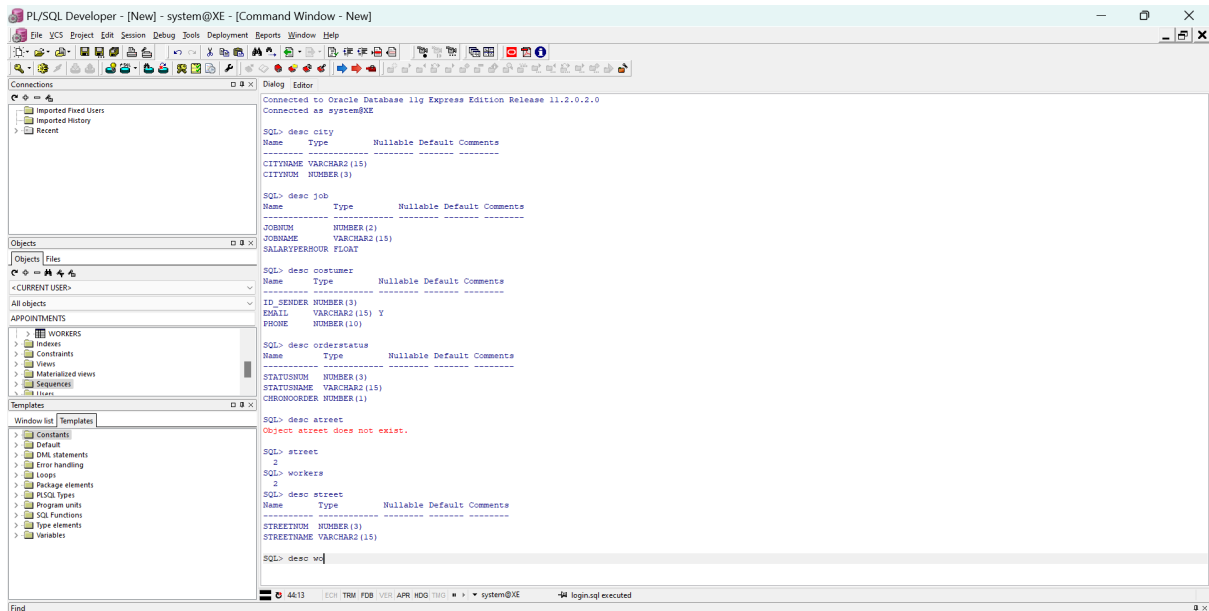 PL/SQL Developer - [New] - system@XE - [Command Window - New]
File VCS Project Edit Session Debug Tools Deployment Reports Window Help
Connections
Imported Fixed Users
Imported History
Recent
Objects
Objects Files
<CURRENT USER>
All objects
APPOINTMENTS
WORKERS
Indexes
Constraints
Views
Materialized views
Sequences
Users
Templates
Window list Templates
Constants
Default
DML statements
Error handling
Loops
Package elements
PLSQL Types
Program units
SQL Functions
Type elements
Variables
Dialog Editor
Connected to Oracle Database 11g Express Edition Release 11.2.0.2.0
Connected as system@XE
SQL> desc city
Name Type Nullable Default Comments
-------- ------------ -------- ------- --------
CITYNAME VARCHAR2(15)
CITYNUM NUMBER(3)
SQL> desc job
Name Type Nullable Default Comments
------------- ------------ -------- ------- --------
JOBNUM NUMBER(2)
JOBNAME VARCHAR2(15)
SALARYPERHOUR FLOAT
SQL> desc costumer
Name Type Nullable Default Comments
--------- ------------ -------- ------- --------
ID_SENDER NUMBER(3)
EMAIL VARCHAR2(15) Y
PHONE NUMBER(10)
SQL> desc orderstatus
Name Type Nullable Default Comments
----------- ------------ -------- ------- --------
STATUSNUM NUMBER(3)
STATUSNAME VARCHAR2(15)
CHRONOORDER NUMBER(1)
SQL> desc atreet
Object atreet does not exist.
SQL> street
2
SQL> workers
2
SQL> desc street
Name Type Nullable Default Comments
---------- ------------ -------- ------- --------
STREETNUM NUMBER(3)
STREETNAME VARCHAR2(15)
SQL> desc wo
44:13 ECH TRM FDB VER APR HDG TMG system@XE login.sql executed
Find